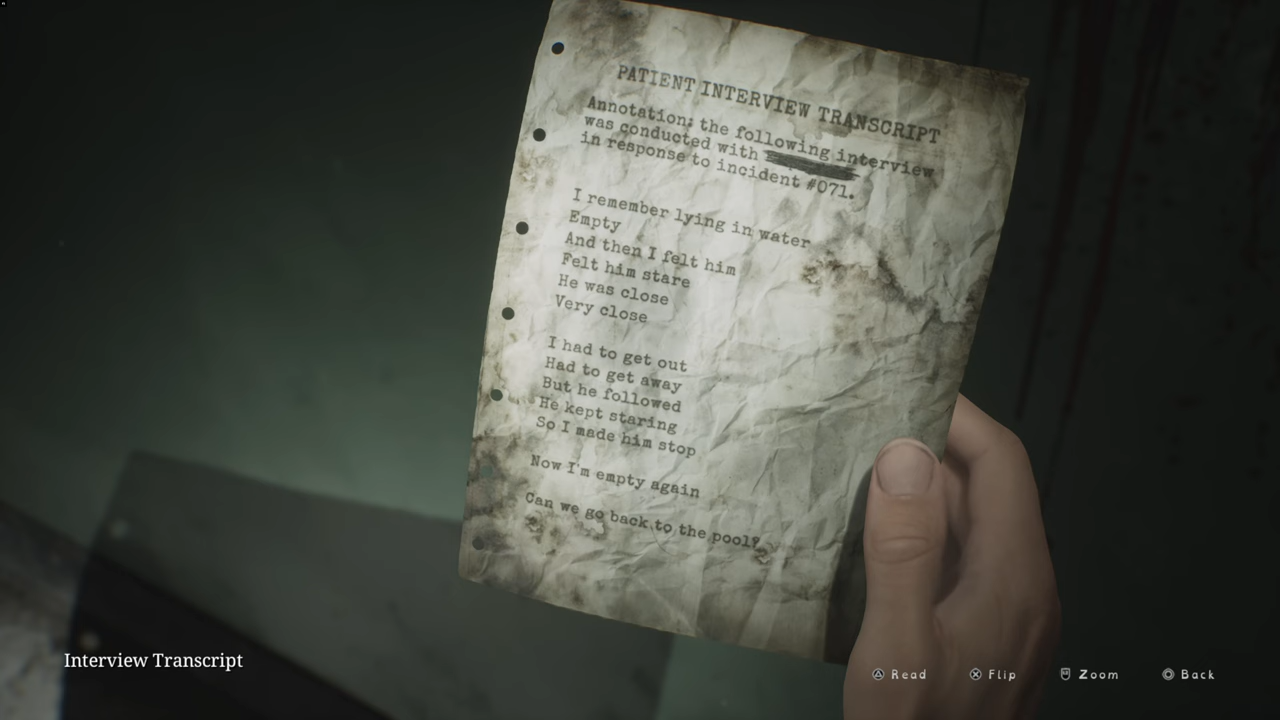 PATIENT INTERVIEW TRANSCRIPT
Annotation: the following interview
was conducted with
in response to incident #071.
I remember lying in water
Empty
And then I felt him
Felt him stare
He was close
Very close
I had to get out
Had to get away
But he followed
He kept staring
So I made him stop
Now I'm empty again
Can we go back to the pool?
Interview Transcript
Read
Flip
Zoom
Back